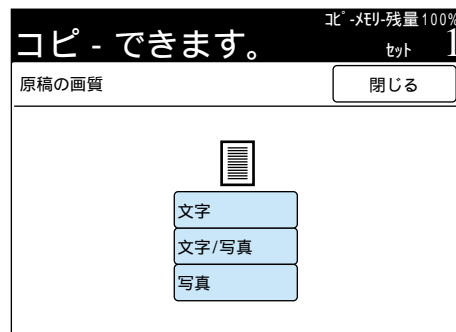 ｺﾋﾟ-ﾒﾓﾘ-残量100%
コピ-できます。 ｾｯﾄ 1
原稿の画質 閉じる
文字
文字/写真
写真